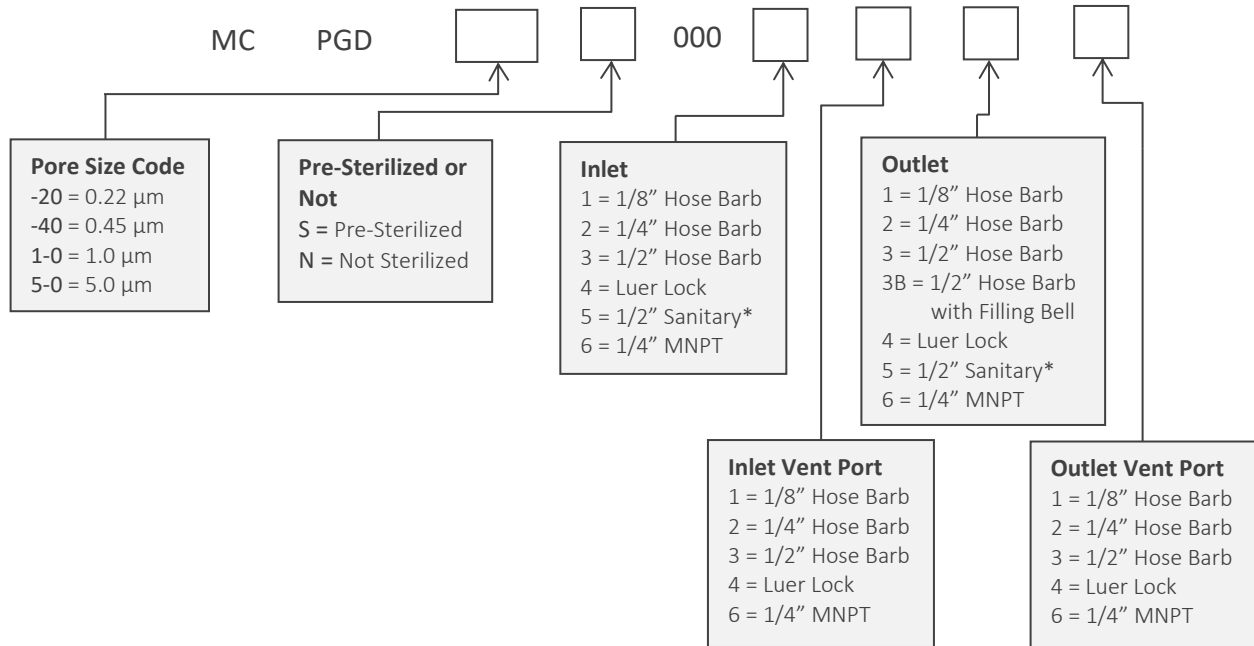 MC PGD 000
Pore Size Code
-20 = 0.22 µm
-40 = 0.45 µm
1-0 = 1.0 µm
5-0 = 5.0 µm
Pre-Sterilized or
Not
S = Pre-Sterilized
N = Not Sterilized
Inlet
1 = 1/8” Hose Barb
2 = 1/4” Hose Barb
3 = 1/2” Hose Barb
4 = Luer Lock
5 = 1/2” Sanitary*
6 = 1/4” MNPT
Outlet
1 = 1/8” Hose Barb
2 = 1/4” Hose Barb
3 = 1/2” Hose Barb
3B = 1/2” Hose Barb
with Filling Bell
4 = Luer Lock
5 = 1/2” Sanitary*
6 = 1/4” MNPT
Inlet Vent Port
1 = 1/8” Hose Barb
2 = 1/4” Hose Barb
3 = 1/2” Hose Barb
4 = Luer Lock
6 = 1/4” MNPT
Outlet Vent Port
1 = 1/8” Hose Barb
2 = 1/4” Hose Barb
3 = 1/2” Hose Barb
4 = Luer Lock
6 = 1/4” MNPT